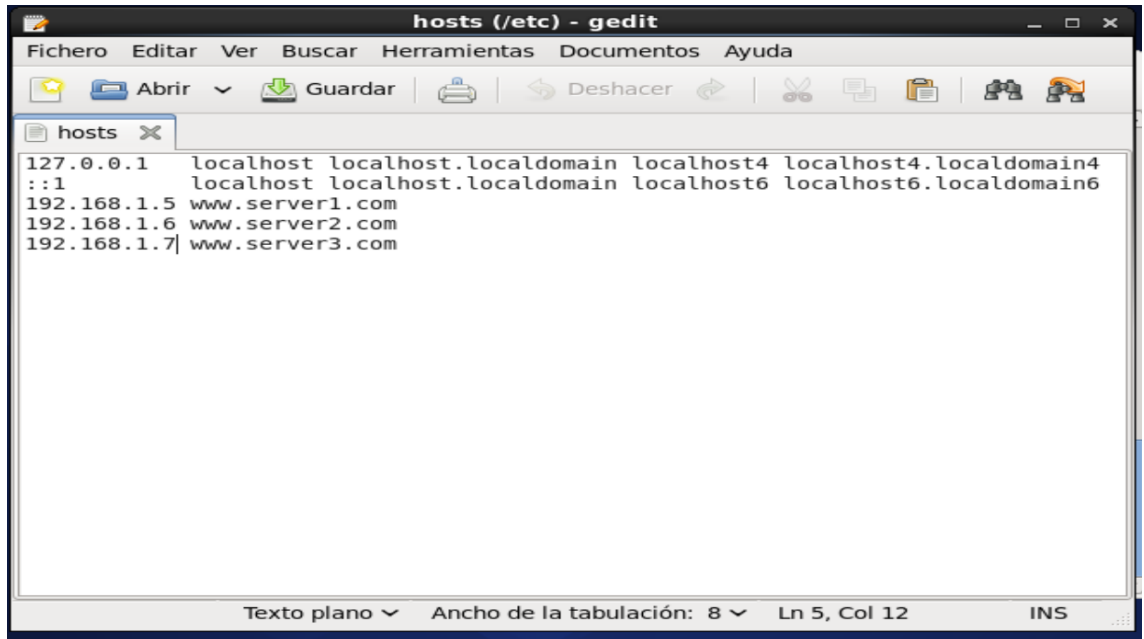 hosts (/etc) - gedit
Fichero Editar Ver Buscar Herramientas Documentos Ayuda
Abrir Guardar Deshacer
hosts
127.0.0.1 localhost localhost.localdomain localhost4 localhost4.localdomain4
::1 localhost localhost.localdomain localhost6 localhost6.localdomain6
192.168.1.5 www.server1.com
192.168.1.6 www.server2.com
192.168.1.7 www.server3.com
Texto plano Ancho de la tabulación: 8 Ln 5, Col 12 INS